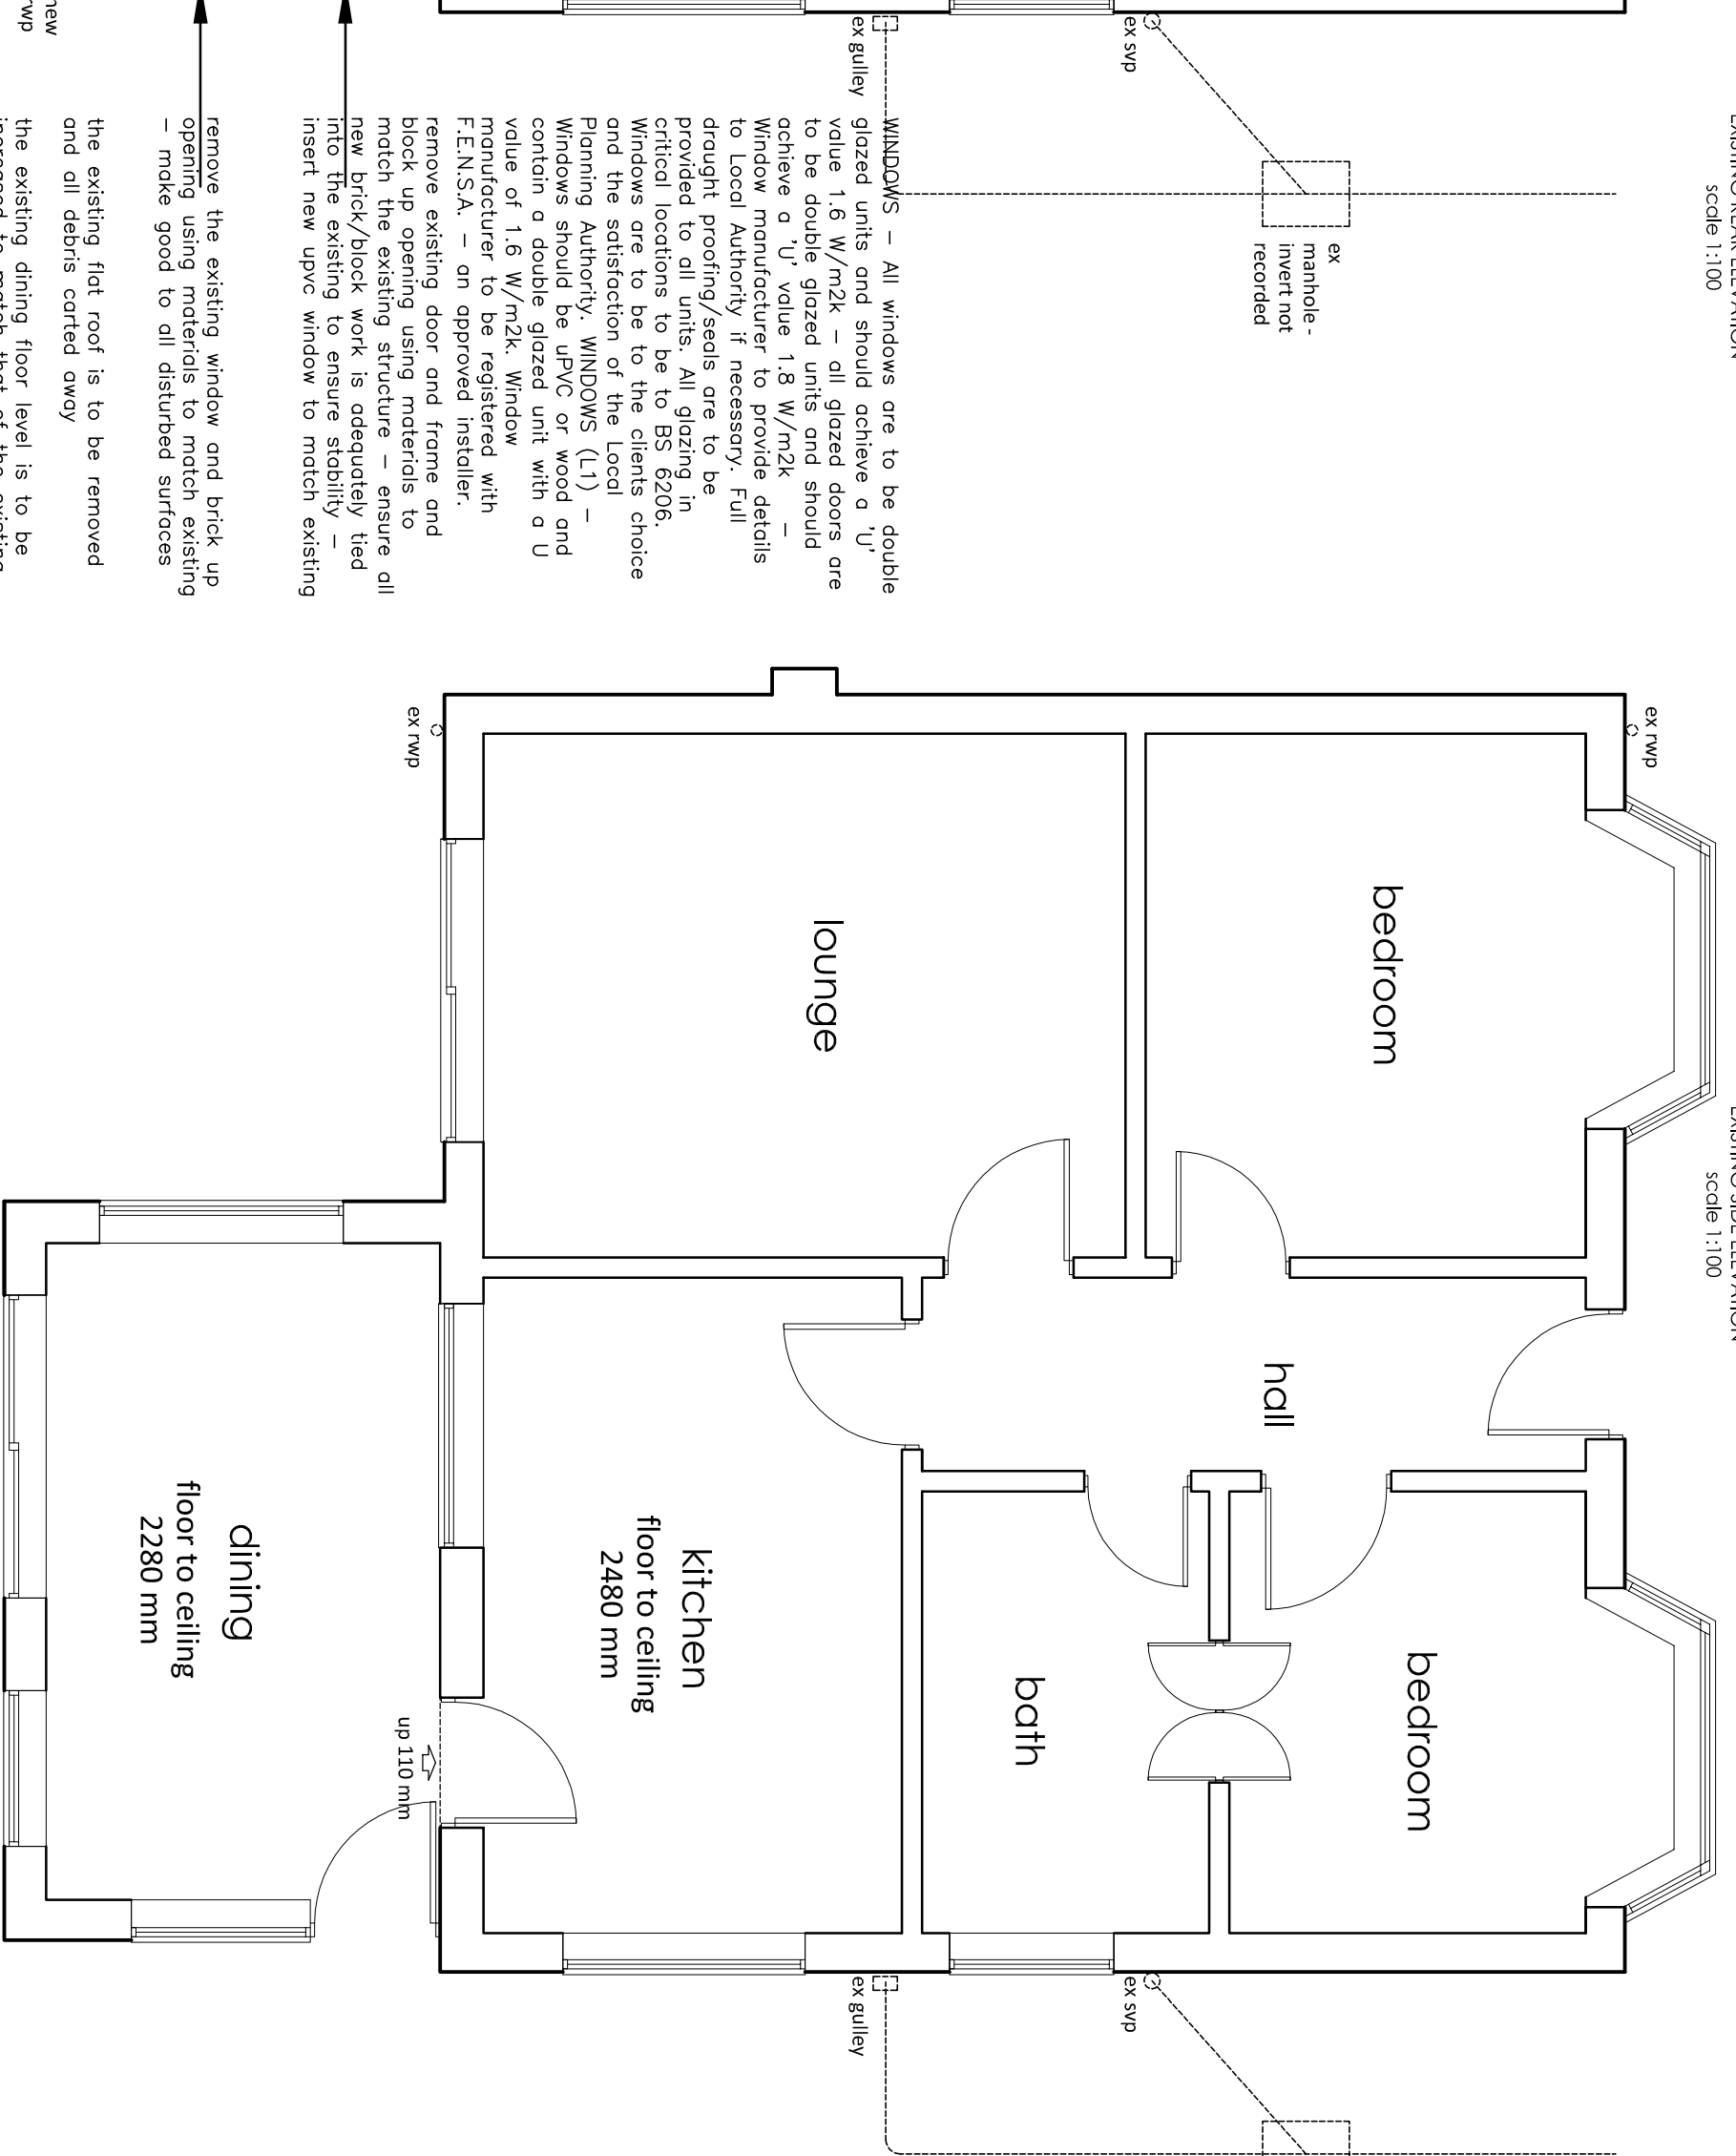 EXISTING REAR ELEVATION
scale 1:100
EXISTING SIDE ELEVATION
scale 1:100
ex svp
ex gulley
ex
manhole -
invert not
recorded
WINDOWS – All windows are to be double
glazed units and should achieve a 'U'
value 1.6 W/m2k – all glazed doors are
to be double glazed units and should
achieve a 'U' value 1.8 W/m2k –
Window manufacturer to provide details
to Local Authority if necessary. Full
draught proofing/seals are to be
provided to all units. All glazing in
critical locations to be to BS 6206.
Windows are to be to the clients choice
and the satisfaction of the Local
Planning Authority. WINDOWS (L1) –
Windows should be uPVC or wood and
contain a double glazed unit with a U
value of 1.6 W/m2k. Window
manufacturer to be registered with
F.E.N.S.A. – an approved installer.
remove existing door and frame and
block up opening using materials to
match the existing structure – ensure all
new brick/block work is adequately tied
into the existing to ensure stability –
insert new upvc window to match existing
remove the existing window and brick up
opening using materials to match existing
– make good to all disturbed surfaces
the existing flat roof is to be removed
and all debris carted away
the existing dining floor level is to be
increased to match that of the existing
new
rwp
ex rwp
ex rwp
bedroom
lounge
hall
bedroom
bath
kitchen
floor to ceiling
2480 mm
up 110 mm
dining
floor to ceiling
2280 mm
ex svp
ex gulley